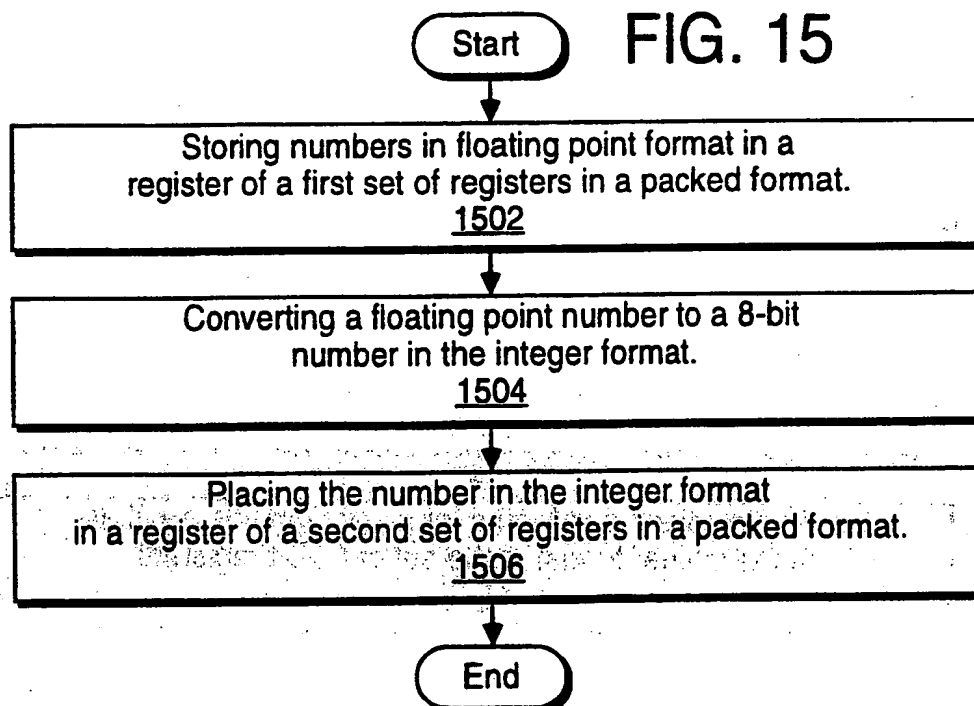 Start
FIG. 15
Storing numbers in floating point format in a
register of a first set of registers in a packed format.
1502
Converting a floating point number to a 8-bit
number in the integer format.
1504
Placing the number in the integer format
in a register of a second set of registers in a packed format.
1506
End